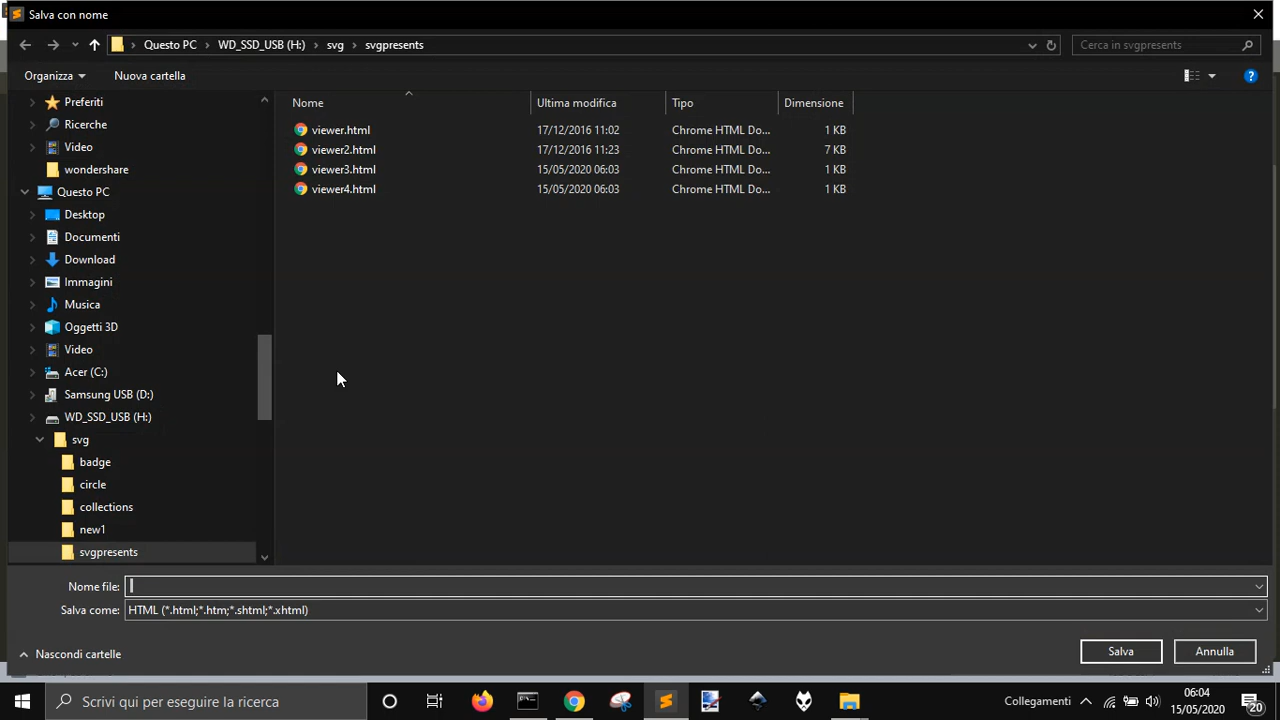 Salva con nome
Questo PC > WD_SSD_USB (H:) > svg > svgpresents
Cerca in svgpresents
Organizza
Nuova cartella
?
Preferiti
Ricerche
Video
wondershare
Questo PC
Desktop
Documenti
Download
Immagini
Musica
Oggetti 3D
Video
Acer (C:)
Samsung USB (D:)
WD_SSD_USB (H:)
svg
badge
circle
collections
new1
svgpresents
Nome Ultima modifica Tipo Dimensione
viewer.html 17/12/2016 11:02 Chrome HTML Do... 1 KB
viewer2.html 17/12/2016 11:23 Chrome HTML Do... 7 KB
viewer3.html 15/05/2020 06:03 Chrome HTML Do... 1 KB
viewer4.html 15/05/2020 06:03 Chrome HTML Do... 1 KB
Nome file:
Salva come: HTML (*.html;*.htm;*.shtml;*.xhtml)
Nascondi cartelle
Salva
Annulla
Scrivi qui per eseguire la ricerca
Collegamenti
06:04
15/05/2020
20